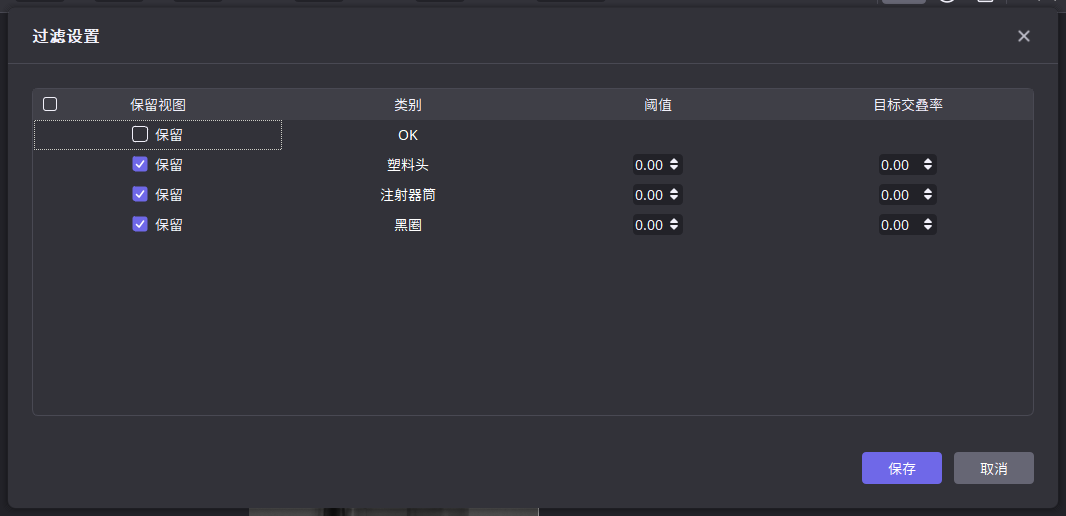 过滤设置
保留视图 类别 阈值 目标交叠率
保留 OK
保留 塑料头 0.00 0.00
保留 注射器筒 0.00 0.00
保留 黑圈 0.00 0.00
保存 取消